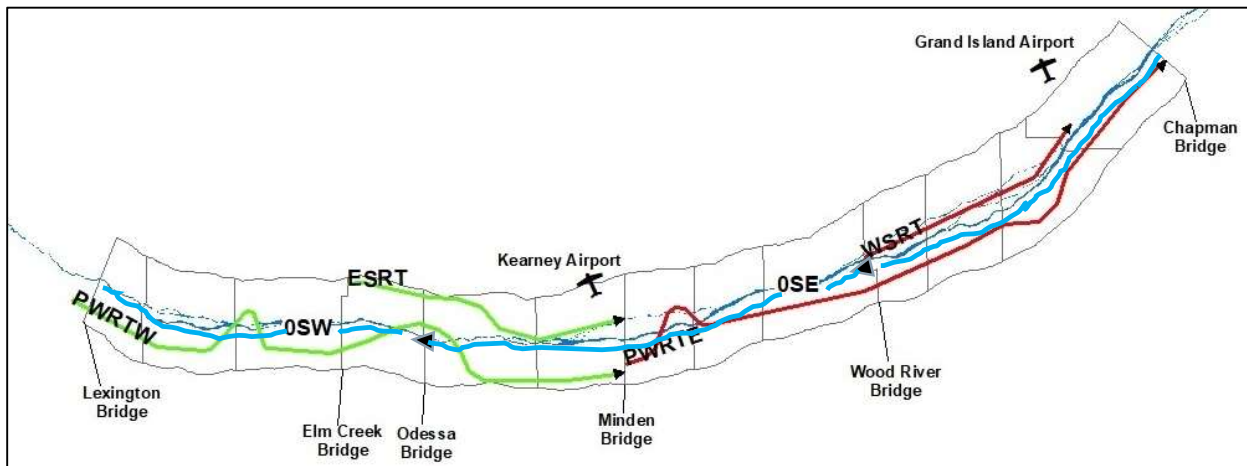 Grand Island Airport
Chapman
Bridge
WSRT
Kearney Airport
ESRT
0SE
PWRTW
0SW
PWRTE
Wood River
Bridge
Lexington
Bridge
Elm Creek
Bridge
Odessa
Bridge
Minden
Bridge